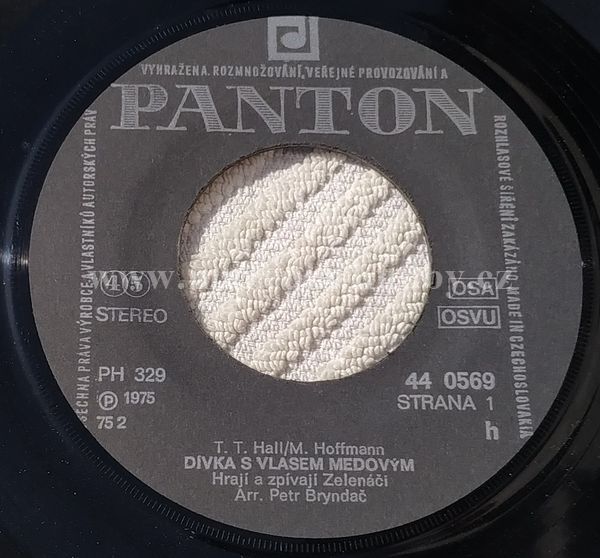 VYHRAŽENA. ROZMNOŽOVÁNÍ, VEŘEJNÉ PROVOZOVÁNÍ A
PANTON
ROZHLASOVÉ ŠÍŘENÍ ZAKÁZÁNO. MADE IN CZECHOSLOVAKIA
ŠECHNA PRÁVA VÝROBCE A VLASTNÍKŮ AUTORSKÝCH PRÁV
45
STEREO
OSA
OSVU
PH 329
Ⓟ 1975
75 2
44 0569
STRANA 1
h
T. T. Hall/M. Hoffmann
DÍVKA S VLASEM MEDOVÝM
Hrají a zpívají Zelenáči
Arr. Petr Bryndač